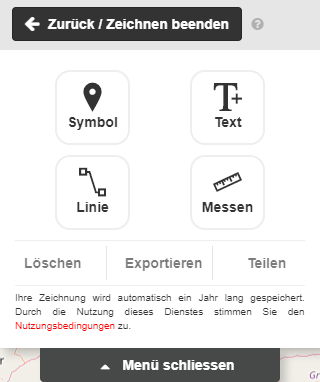 Zurück / Zeichnen beenden ?
Symbol Text
Linie Messen
Löschen Exportieren Teilen
Ihre Zeichnung wird automatisch ein Jahr lang gespeichert.
Durch die Nutzung dieses Dienstes stimmen Sie den
Nutzungsbedingungen zu.
Menü schliessen